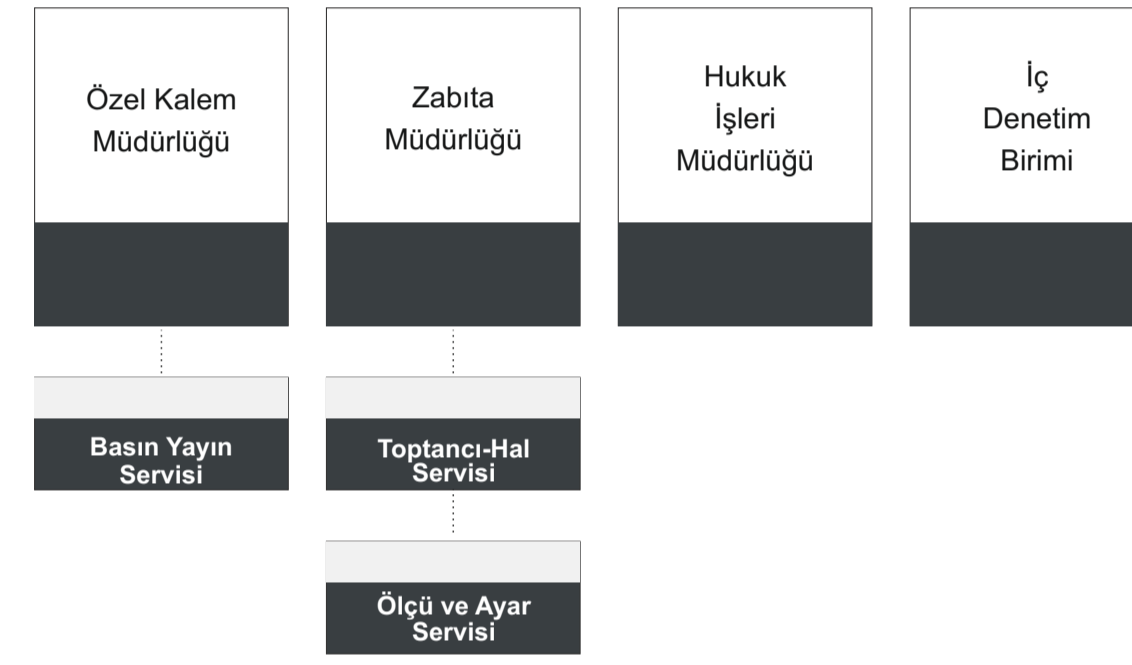 Özel Kalem
Müdürlüğü
Zabıta
Müdürlüğü
Hukuk
İşleri
Müdürlüğü
İç
Denetim
Birimi
Basın Yayın
Servisi
Toptancı-Hal
Servisi
Ölçü ve Ayar
Servisi